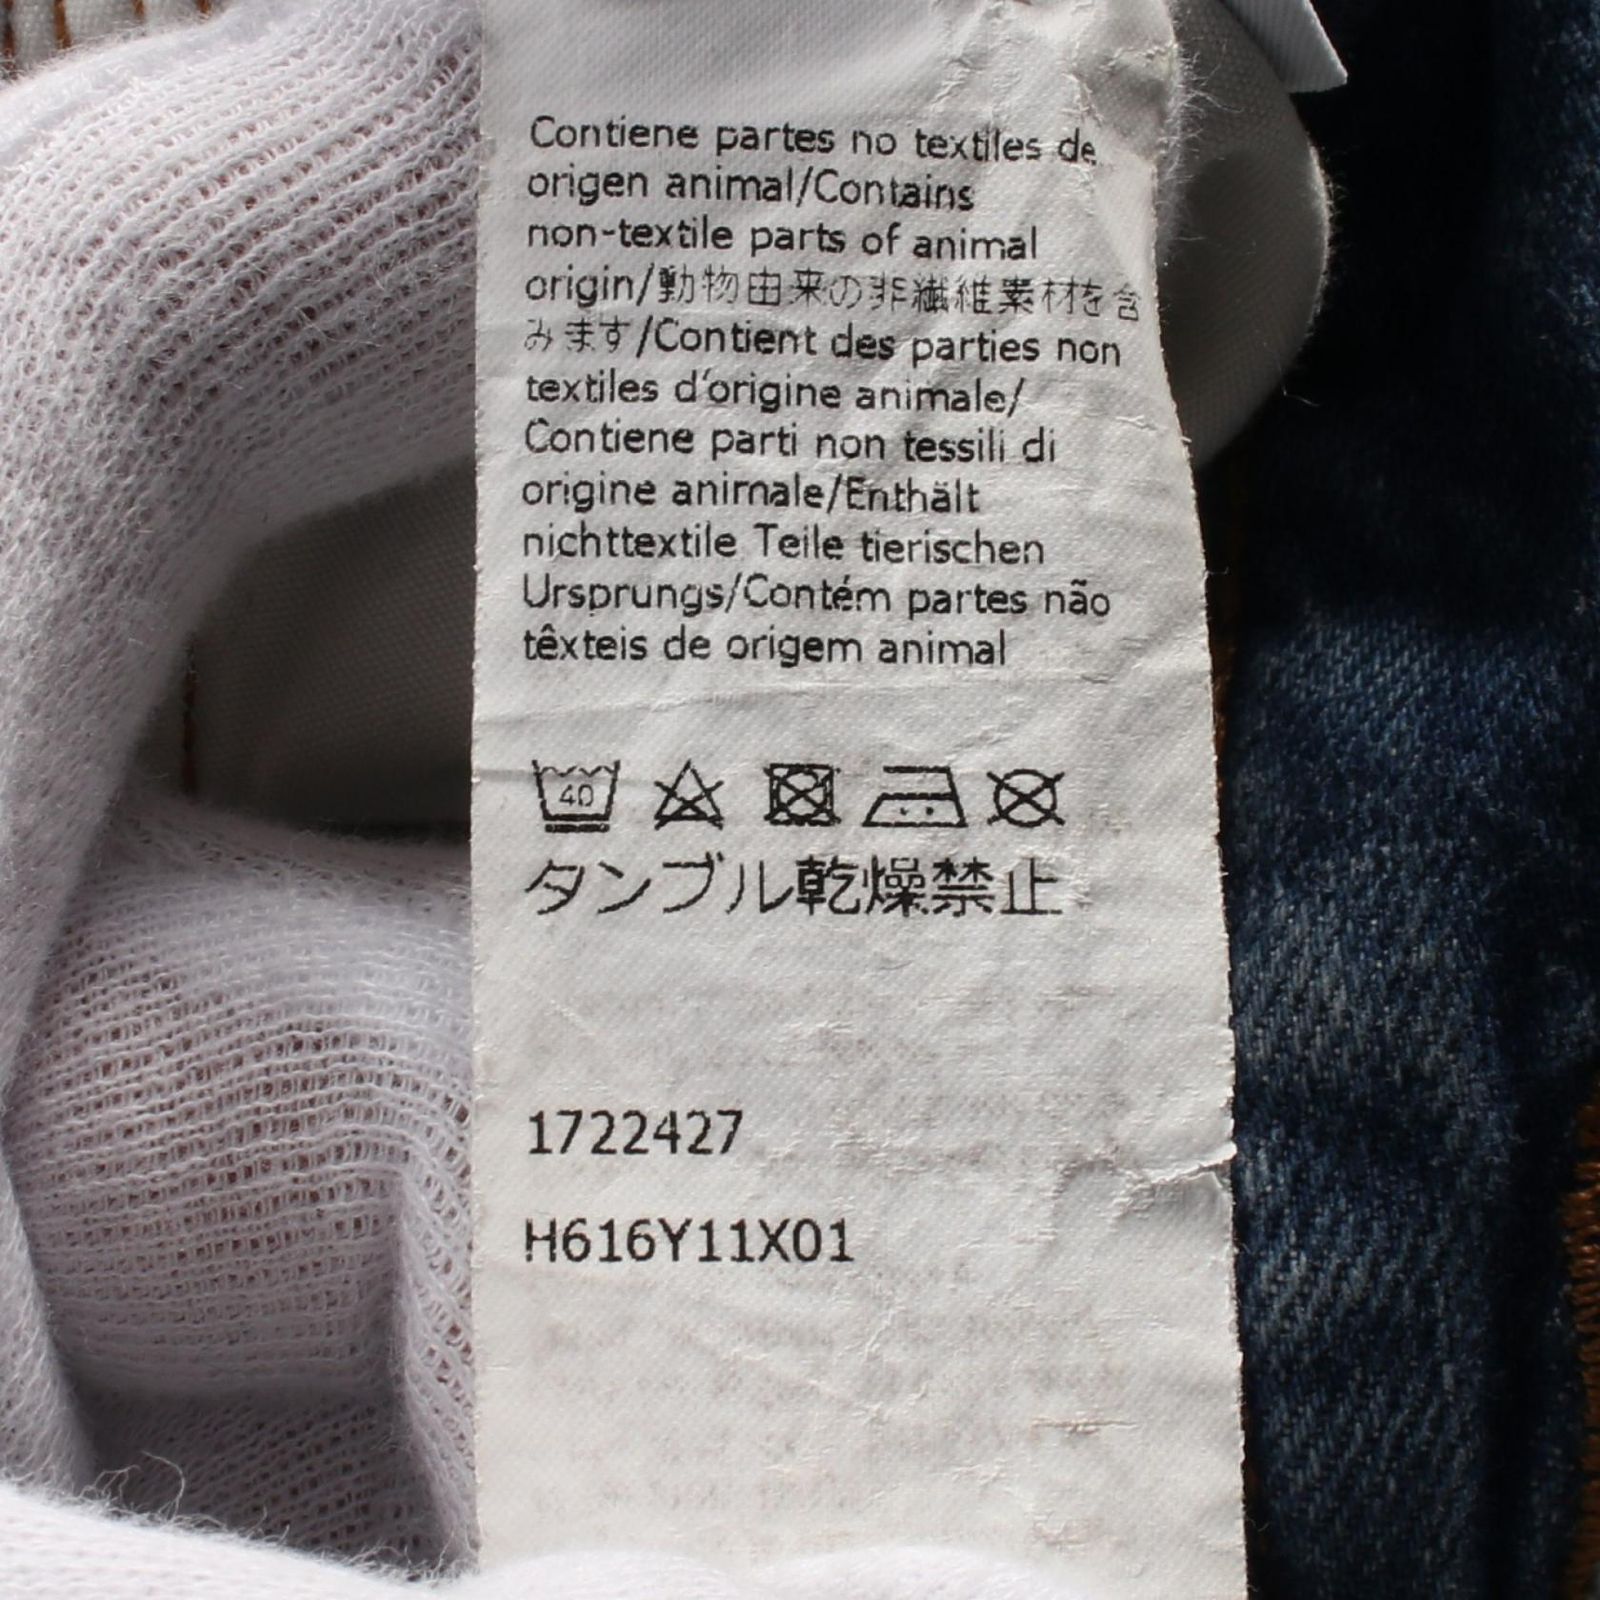 Contiene partes no textiles de
origen animal/Contains
non-textile parts of animal
origin/動物由来の非繊維素材を含
みます/Contient des parties non
textiles d'origine animale/
Contiene parti non tessili di
origine animale/Enthält
nichttextile Teile tierischen
Ursprungs/Contém partes não
têxteis de origem animal
40
タンブル乾燥禁止
1722427
H616Y11X01